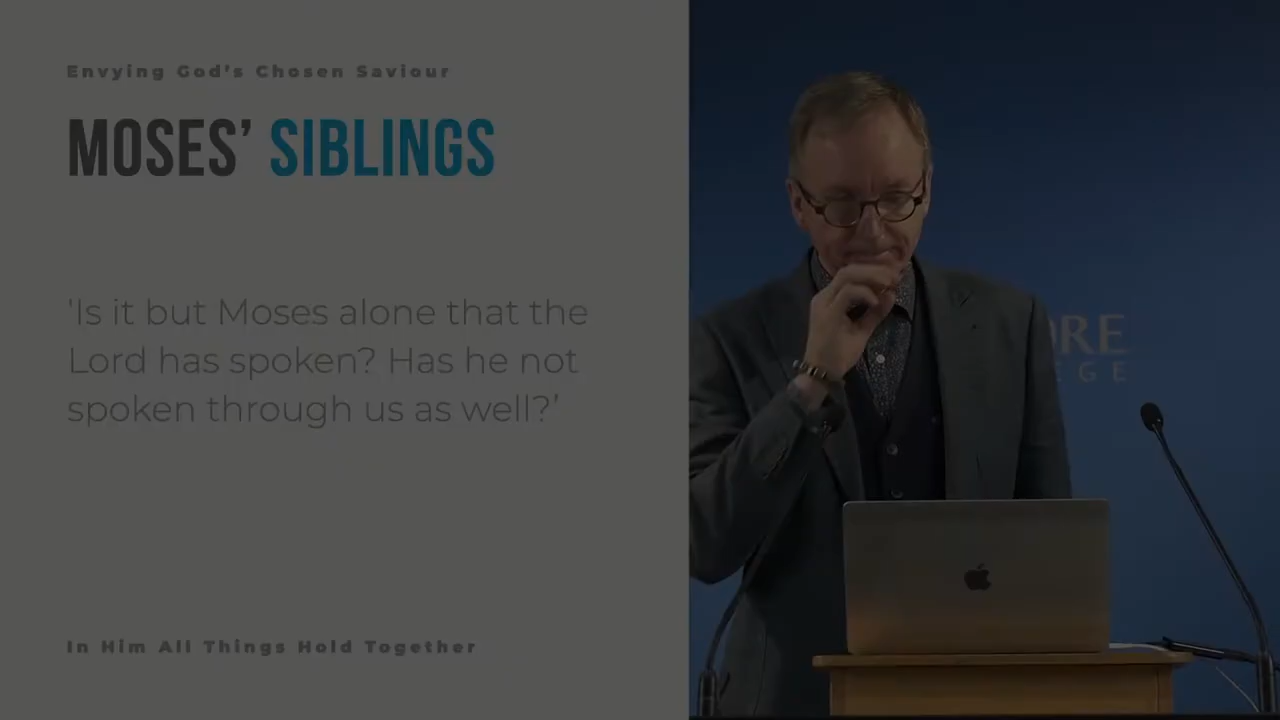 Envying God's Chosen Saviour
MOSES' SIBLINGS
'Is it but Moses alone that the
Lord has spoken? Has he not
spoken through us as well?'
In Him All Things Hold Together